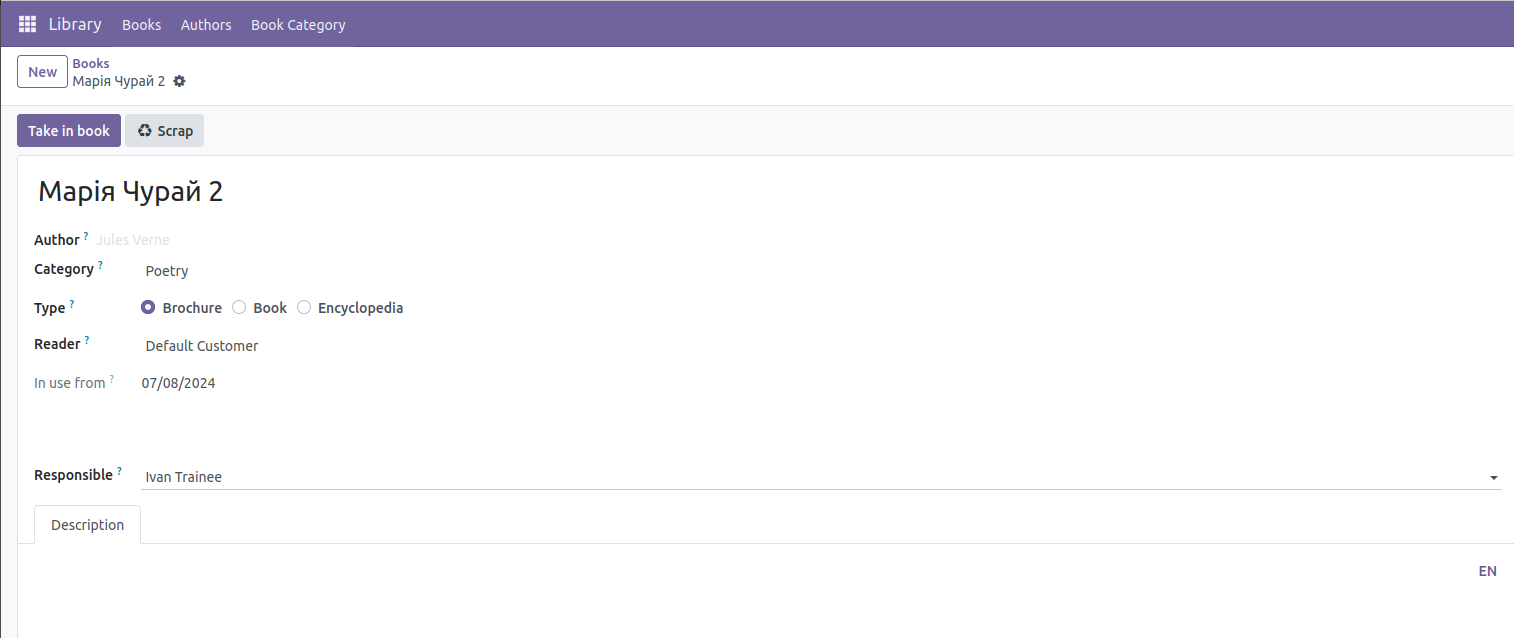 Library Books Authors Book Category
New Books
Марія Чурай 2
Take in book Scrap
Марія Чурай 2
Author ? Jules Verne
Category ? Poetry
Type ? Brochure Book Encyclopedia
Reader ? Default Customer
In use from ? 07/08/2024
Responsible ? Ivan Trainee
Description
EN